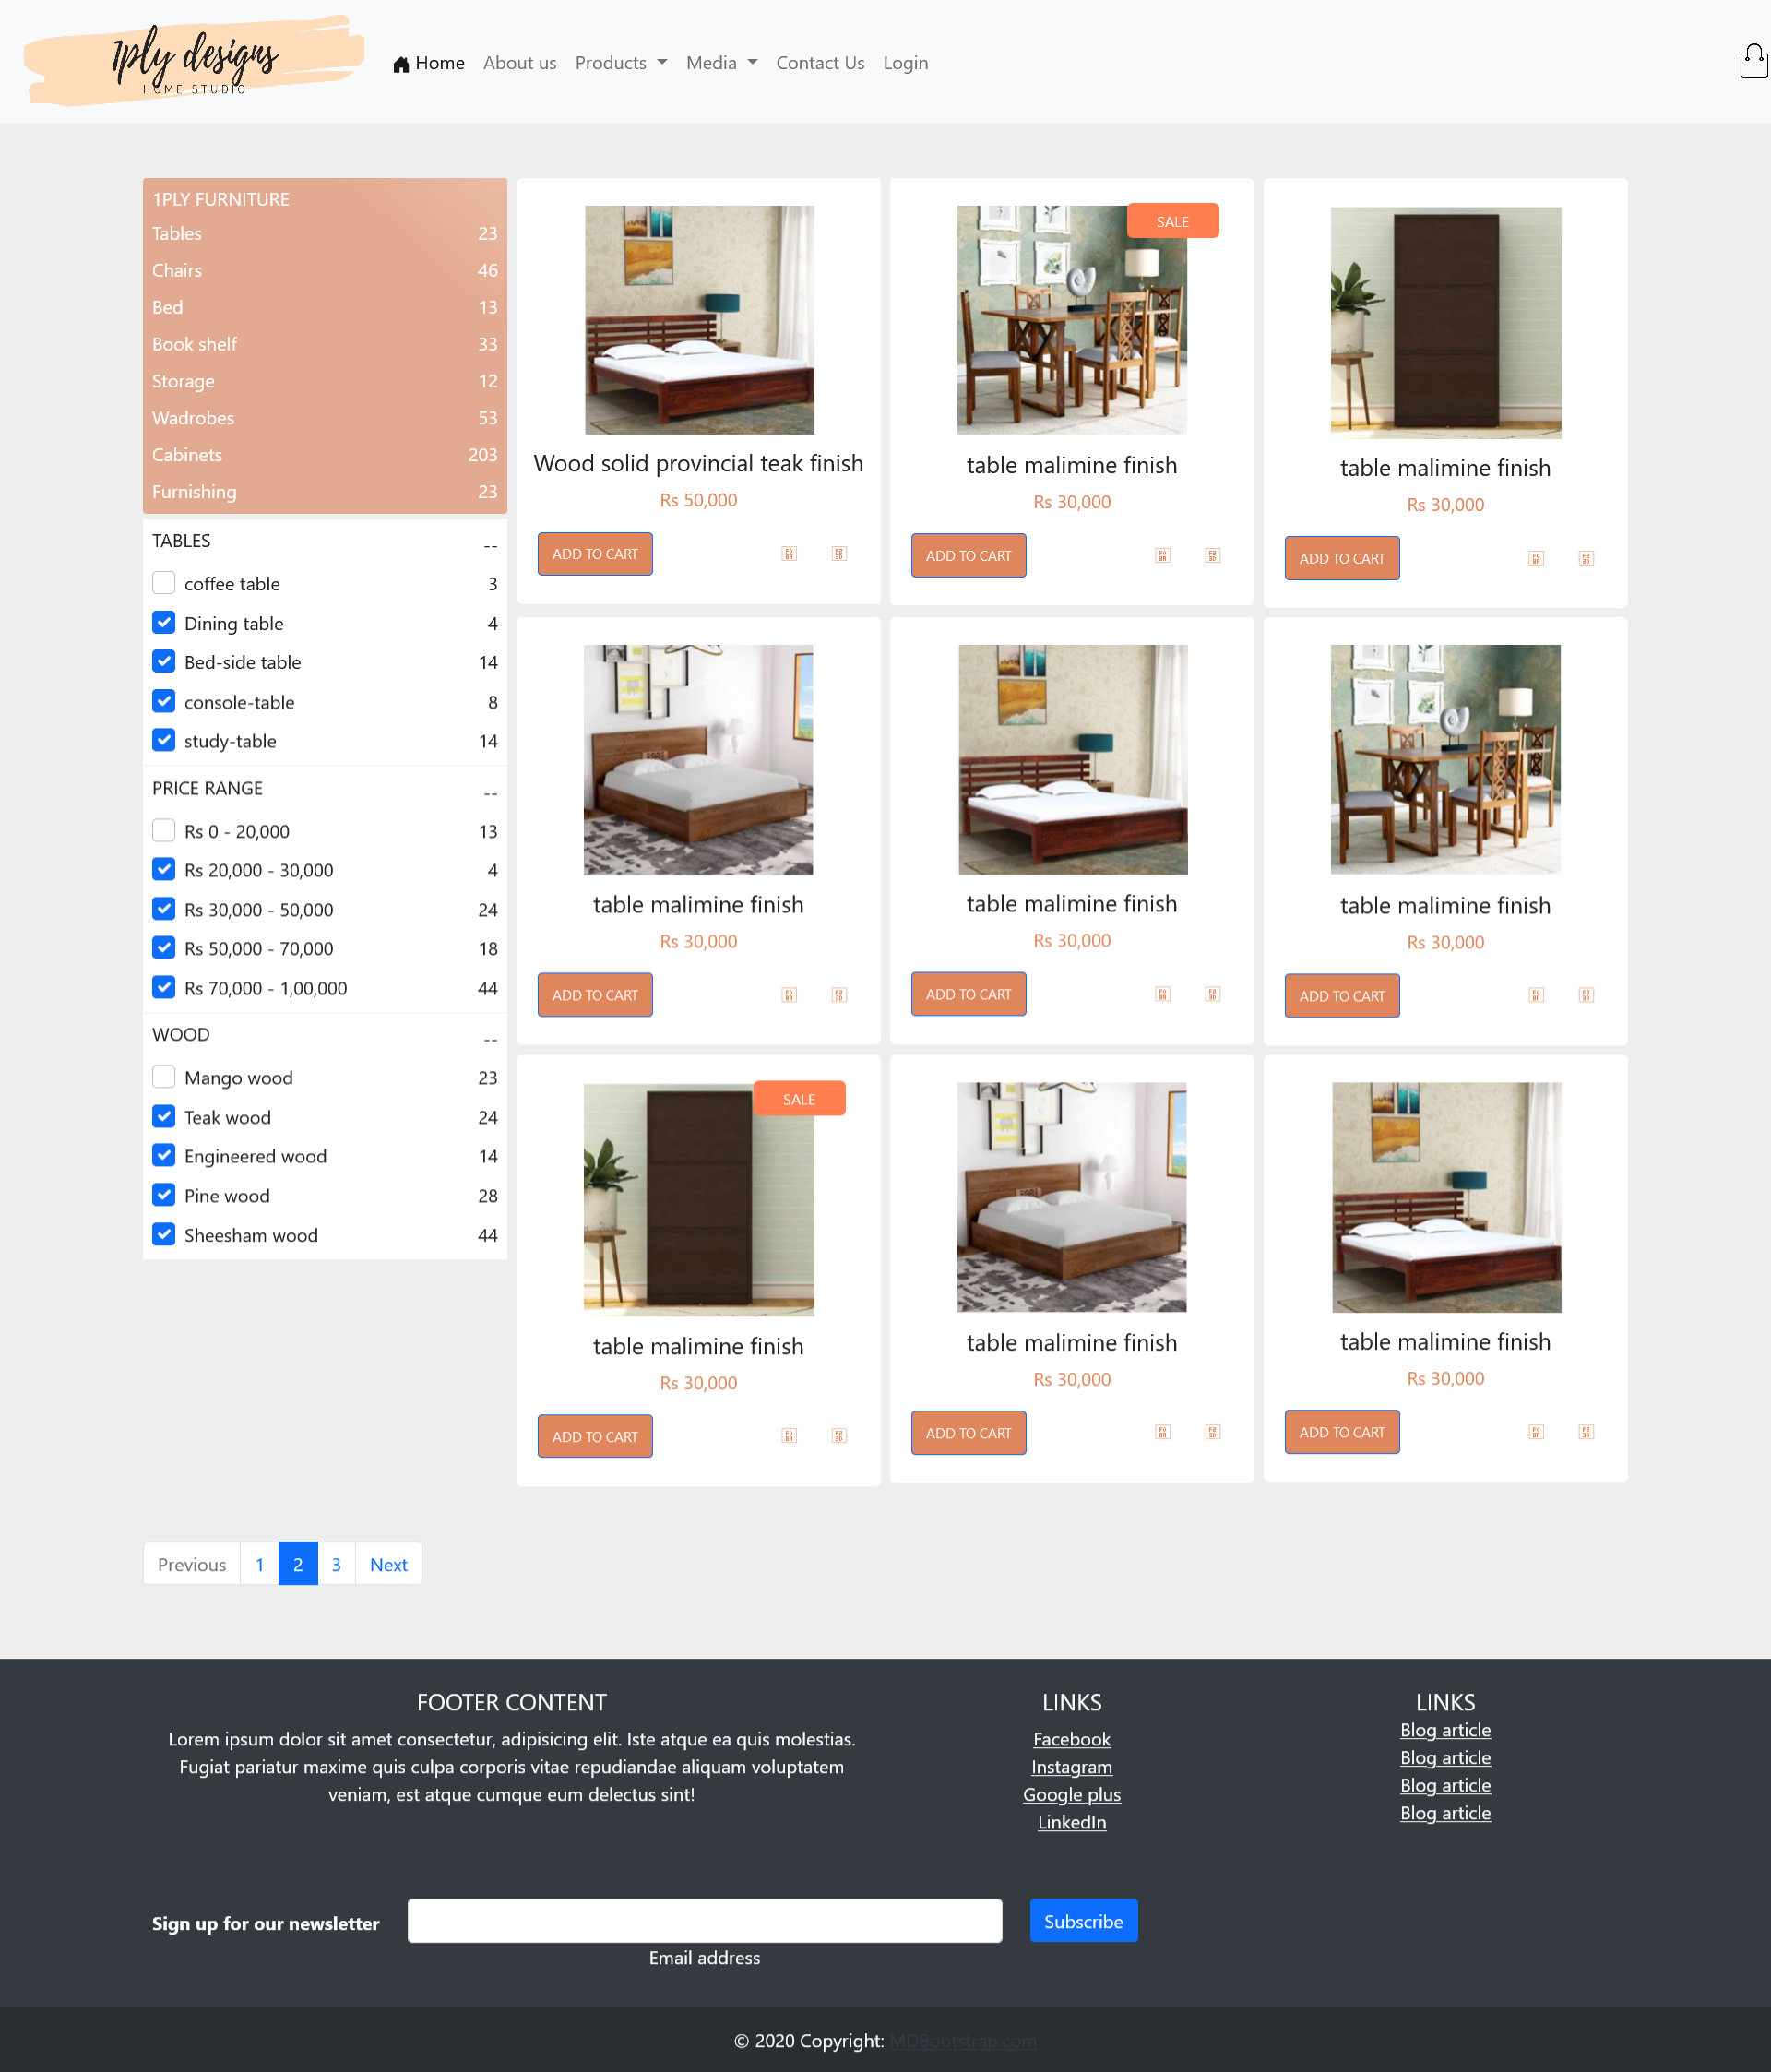 1ply designs
HOME STUDIO
Home About us Products Media Contact Us Login
1PLY FURNITURE
Tables 23
Chairs 46
Bed 13
Book shelf 33
Storage 12
Wadrobes 53
Cabinets 203
Furnishing 23
TABLES --
coffee table 3
Dining table 4
Bed-side table 14
console-table 8
study-table 14
PRICE RANGE --
Rs 0 - 20,000 13
Rs 20,000 - 30,000 4
Rs 30,000 - 50,000 24
Rs 50,000 - 70,000 18
Rs 70,000 - 1,00,000 44
WOOD --
Mango wood 23
Teak wood 24
Engineered wood 14
Pine wood 28
Sheesham wood 44
Wood solid provincial teak finish
Rs 50,000
ADD TO CART
SALE
table malimine finish
Rs 30,000
ADD TO CART
table malimine finish
Rs 30,000
ADD TO CART
table malimine finish
Rs 30,000
ADD TO CART
table malimine finish
Rs 30,000
ADD TO CART
table malimine finish
Rs 30,000
ADD TO CART
SALE
table malimine finish
Rs 30,000
ADD TO CART
table malimine finish
Rs 30,000
ADD TO CART
table malimine finish
Rs 30,000
ADD TO CART
Previous 1 2 3 Next
FOOTER CONTENT
Lorem ipsum dolor sit amet consectetur, adipisicing elit. Iste atque ea quis molestias.
Fugiat pariatur maxime quis culpa corporis vitae repudiandae aliquam voluptatem
veniam, est atque cumque eum delectus sint!
LINKS
Facebook
Instagram
Google plus
LinkedIn
LINKS
Blog article
Blog article
Blog article
Blog article
Sign up for our newsletter
Email address
Subscribe
© 2020 Copyright: MDBootstrap.com